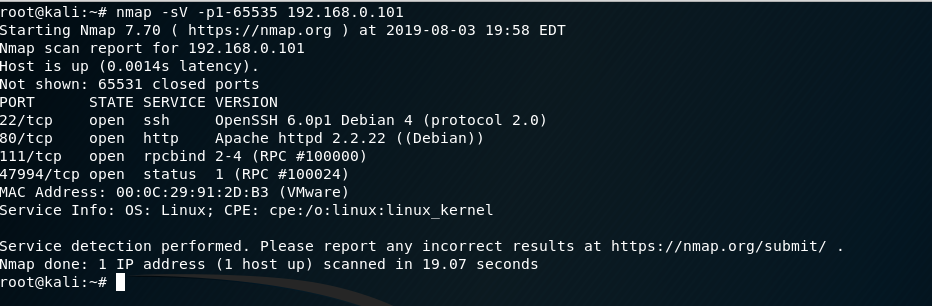 root@kali:~# nmap -sV -p1-65535 192.168.0.101
Starting Nmap 7.70 ( https://nmap.org ) at 2019-08-03 19:58 EDT
Nmap scan report for 192.168.0.101
Host is up (0.0014s latency).
Not shown: 65531 closed ports
PORT      STATE SERVICE VERSION
22/tcp    open  ssh     OpenSSH 6.0p1 Debian 4 (protocol 2.0)
80/tcp    open  http    Apache httpd 2.2.22 ((Debian))
111/tcp   open  rpcbind 2-4 (RPC #100000)
47994/tcp open  status  1 (RPC #100024)
MAC Address: 00:0C:29:91:2D:B3 (VMware)
Service Info: OS: Linux; CPE: cpe:/o:linux:linux_kernel

Service detection performed. Please report any incorrect results at https://nmap.org/submit/ .
Nmap done: 1 IP address (1 host up) scanned in 19.07 seconds
root@kali:~#